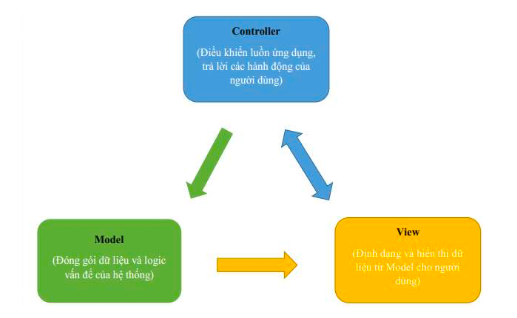 Controller
(Điều khiển luồn ứng dụng,
trả lời các hành động của
người dùng)
Model
(Đóng gói dữ liệu và logic
vấn đề của hệ thống)
View
(Định dạng và hiển thị dữ
liệu từ Model cho người
dùng)